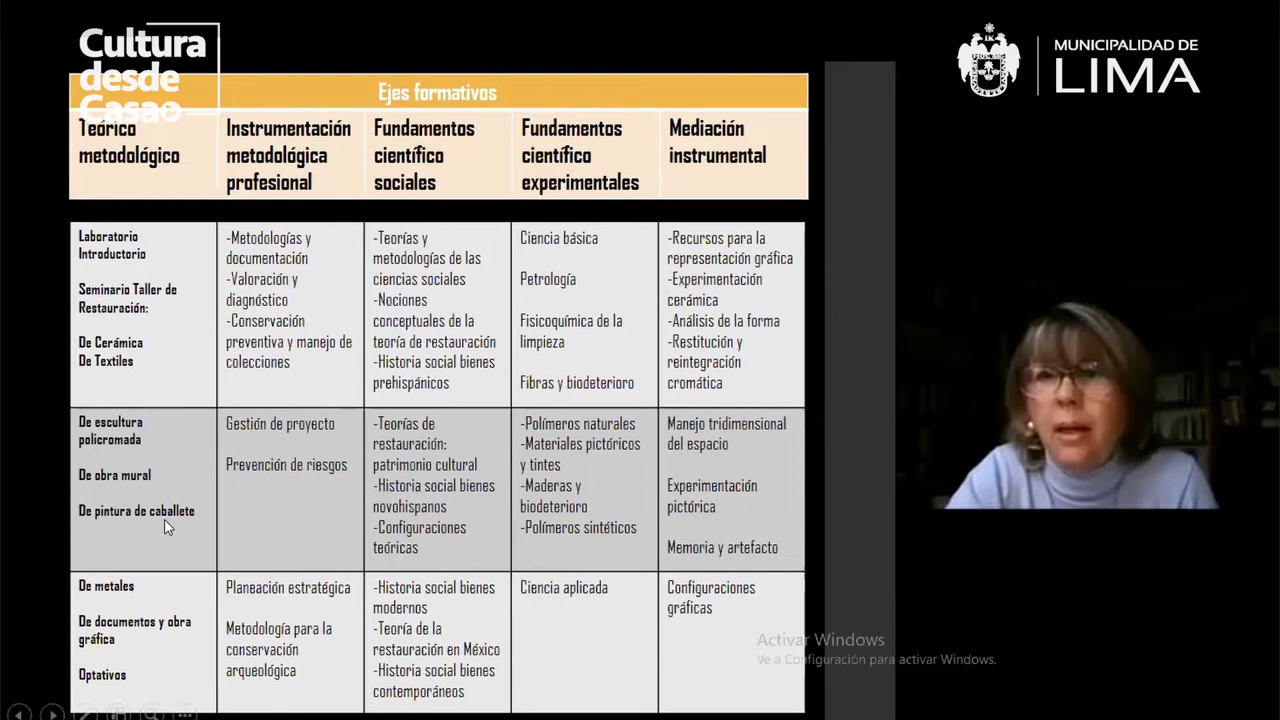 Cultura
desde
Casa
MUNICIPALIDAD DE
LIMA
Ejes formativos
Teórico
metodológico
Instrumentación
metodológica
profesional
Fundamentos
científico
sociales
Fundamentos
científico
experimentales
Mediación
instrumental
Laboratorio
Introductorio
Seminario Taller de
Restauración:
De Cerámica
De Textiles
-Metodologías y
documentación
-Valoración y
diagnóstico
-Conservación
preventiva y manejo de
colecciones
-Teorías y
metodologías de las
ciencias sociales
-Nociones
conceptuales de la
teoría de restauración
-Historia social bienes
prehispánicos
Ciencia básica
Petrología
Fisicoquímica de la
limpieza
Fibras y biodeterioro
-Recursos para la
representación gráfica
-Experimentación
cerámica
-Análisis de la forma
-Restitución y
reintegración
cromática
De escultura
policromada
De obra mural
De pintura de caballete
Gestión de proyecto
Prevención de riesgos
-Teorías de
restauración:
patrimonio cultural
-Historia social bienes
novohispanos
-Configuraciones
teóricas
-Polímeros naturales
-Materiales pictóricos
y tintes
-Maderas y
biodeterioro
-Polímeros sintéticos
Manejo tridimensional
del espacio
Experimentación
pictórica
Memoria y artefacto
De metales
De documentos y obra
gráfica
Optativos
Planeación estratégica
Metodología para la
conservación
arqueológica
-Historia social bienes
modernos
-Teoría de la
restauración en México
-Historia social bienes
contemporáneos
Ciencia aplicada
Configuraciones
gráficas
Activar Windows
Ve a Configuración para activar Windows.